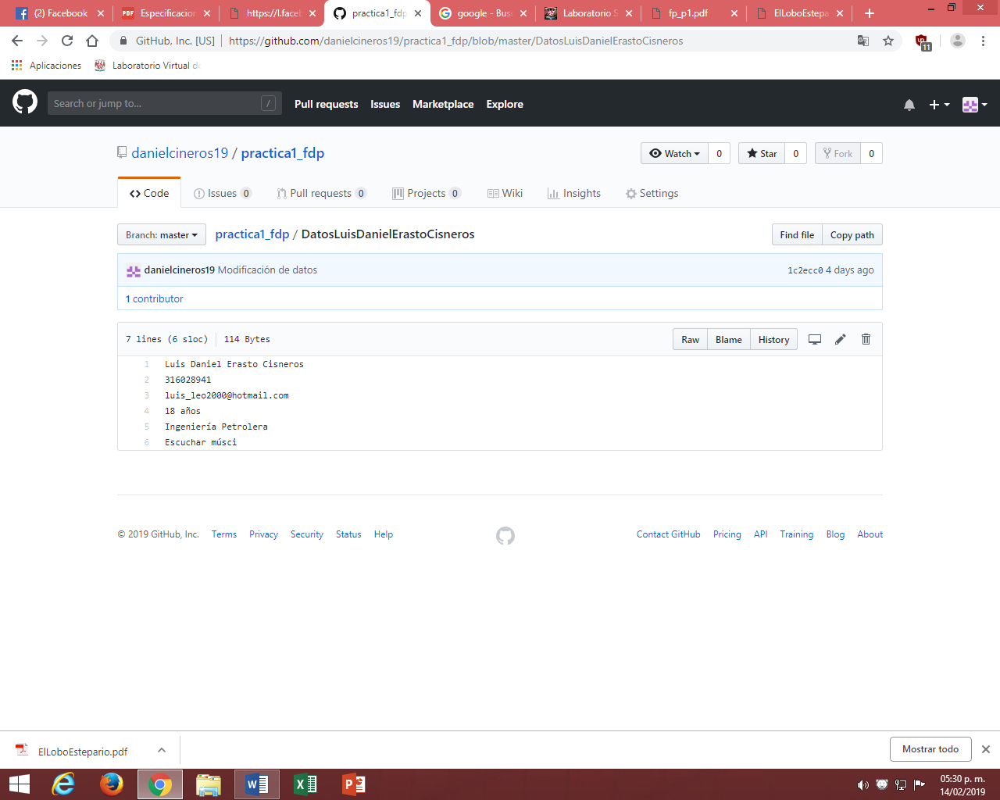 (2) Facebook
Especificacion
https://l.faceb
practica1_fdp
google - Bus
Laboratorio S
fp_p1.pdf
ElLoboEstepa
GitHub, Inc. [US] | https://github.com/danielcineros19/practica1_fdp/blob/master/DatosLuisDanielErastoCisneros
11
Aplicaciones
Laboratorio Virtual de
Search or jump to...
/
Pull requests
Issues
Marketplace
Explore
danielcineros19 / practica1_fdp
Watch 0
Star 0
Fork 0
Code
Issues 0
Pull requests 0
Projects 0
Wiki
Insights
Settings
Branch: master
practica1_fdp / DatosLuisDanielErastoCisneros
Find file
Copy path
danielcineros19 Modificación de datos
1c2ecc0 4 days ago
1 contributor
7 lines (6 sloc) | 114 Bytes
Raw
Blame
History
1 Luis Daniel Erasto Cisneros
2 316028941
3 luis_leo2000@hotmail.com
4 18 años
5 Ingeniería Petrolera
6 Escuchar músci
© 2019 GitHub, Inc.
Terms
Privacy
Security
Status
Help
Contact GitHub
Pricing
API
Training
Blog
About
ElLoboEstepario.pdf
Mostrar todo
05:30 p. m.
14/02/2019